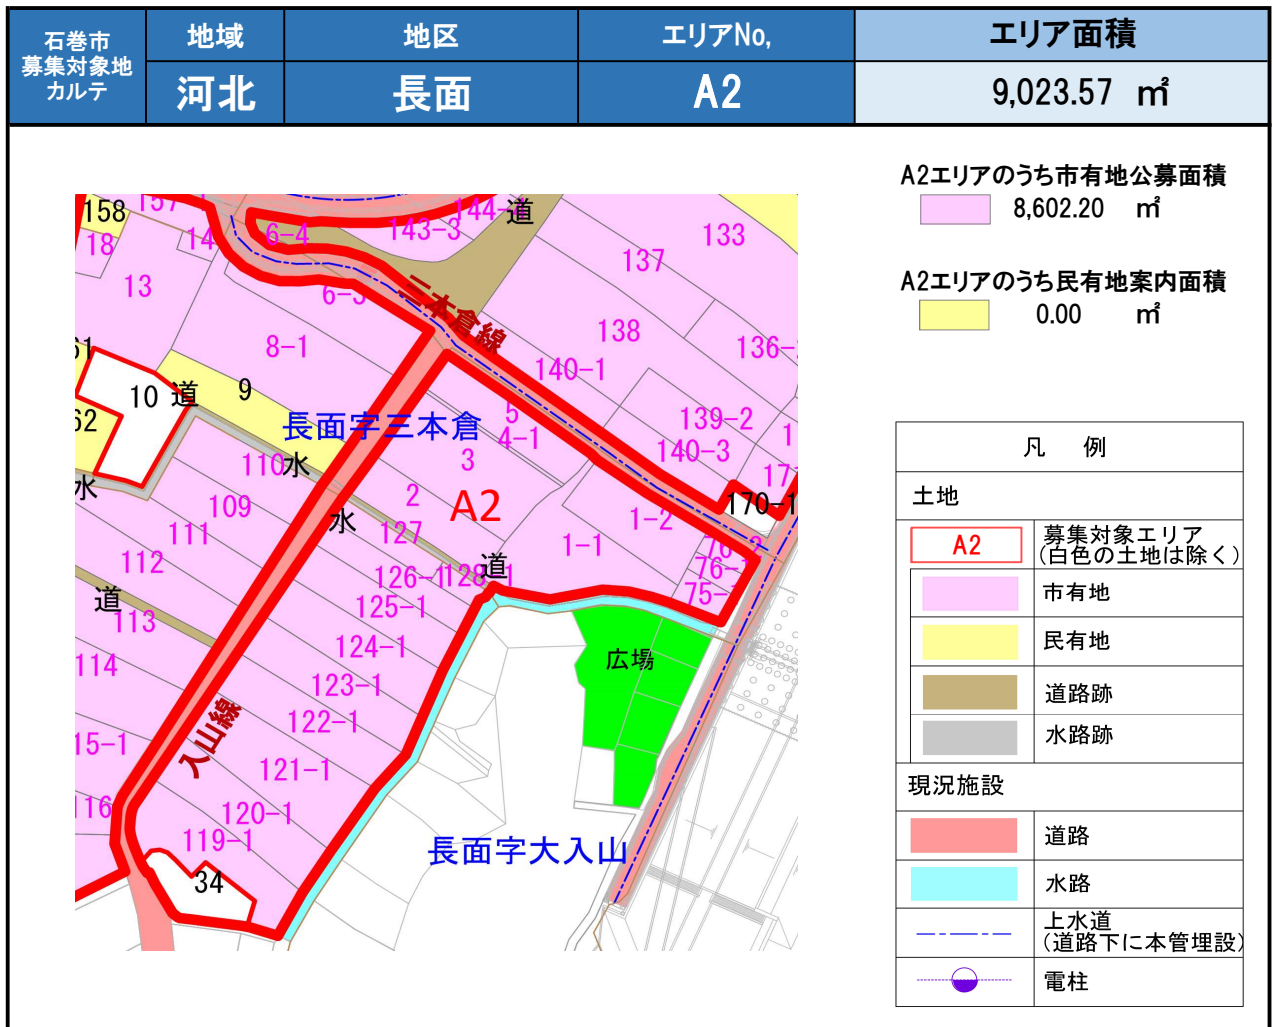 石巻市
募集対象地
カルテ
地域
地区
エリアNo,
エリア面積
河北
長面
A2
9,023.57 ㎡
A2エリアのうち市有地公募面積
8,602.20 ㎡
A2エリアのうち民有地案内面積
0.00 ㎡
158
18
14
13
6-4
143-3
道
133
137
138
136-
三本倉線
8-1
140-1
10
道
9
長面字三本倉
5
4-1
139-2
140-3
3
110
水
水
2
A2
109
水
127
1-2
170-1
111
1-1
112
126-1
128-1
道
76-
75-
道
113
125-1
124-1
広場
114
123-1
入山線
122-1
15-1
121-1
116
120-1
119-1
34
長面字大入山
凡 例
土地
A2
募集対象エリア
(白色の土地は除く)
市有地
民有地
道路跡
水路跡
現況施設
道路
水路
上水道
(道路下に本管埋設)
電柱